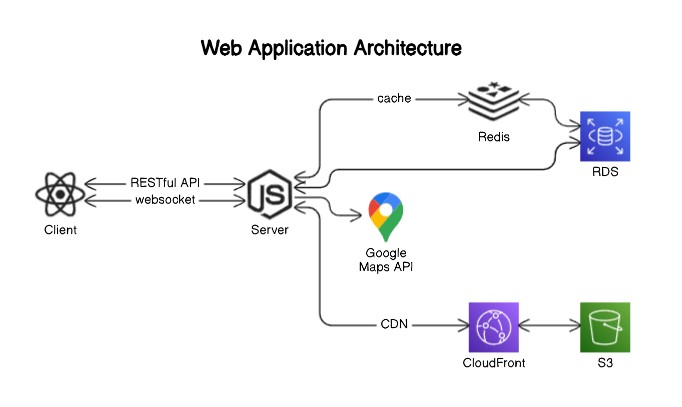 Web Application Architecture
cache
Redis
RDS
RESTful API
websocket
JS
Client
Server
Google
Maps API
CDN
CloudFront
S3